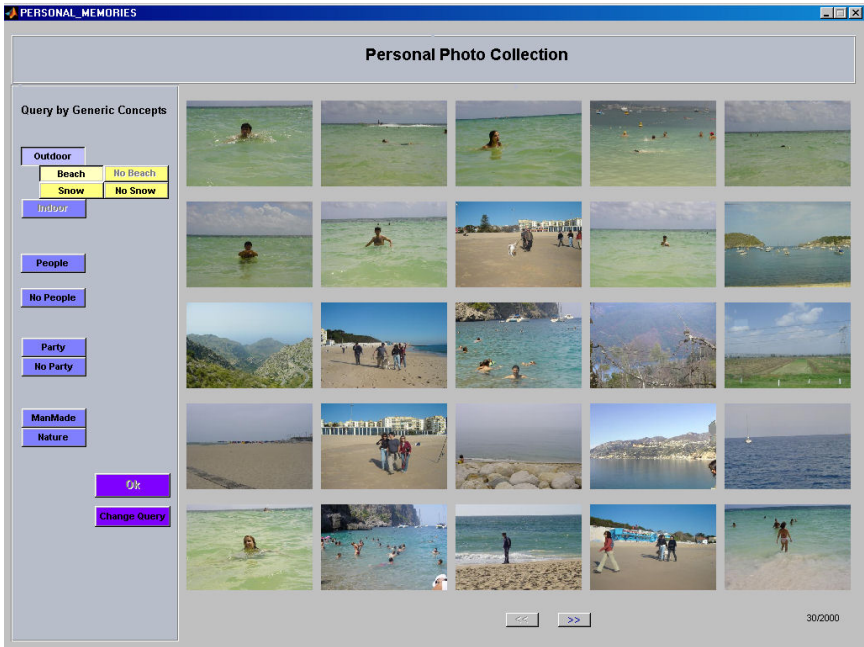 PERSONAL_MEMORIES
Personal Photo Collection
Query by Generic Concepts
Outdoor
Beach
No Beach
Snow
No Snow
Indoor
People
No People
Party
No Party
ManMade
Nature
Ok
Change Query
<<
>>
30/2000